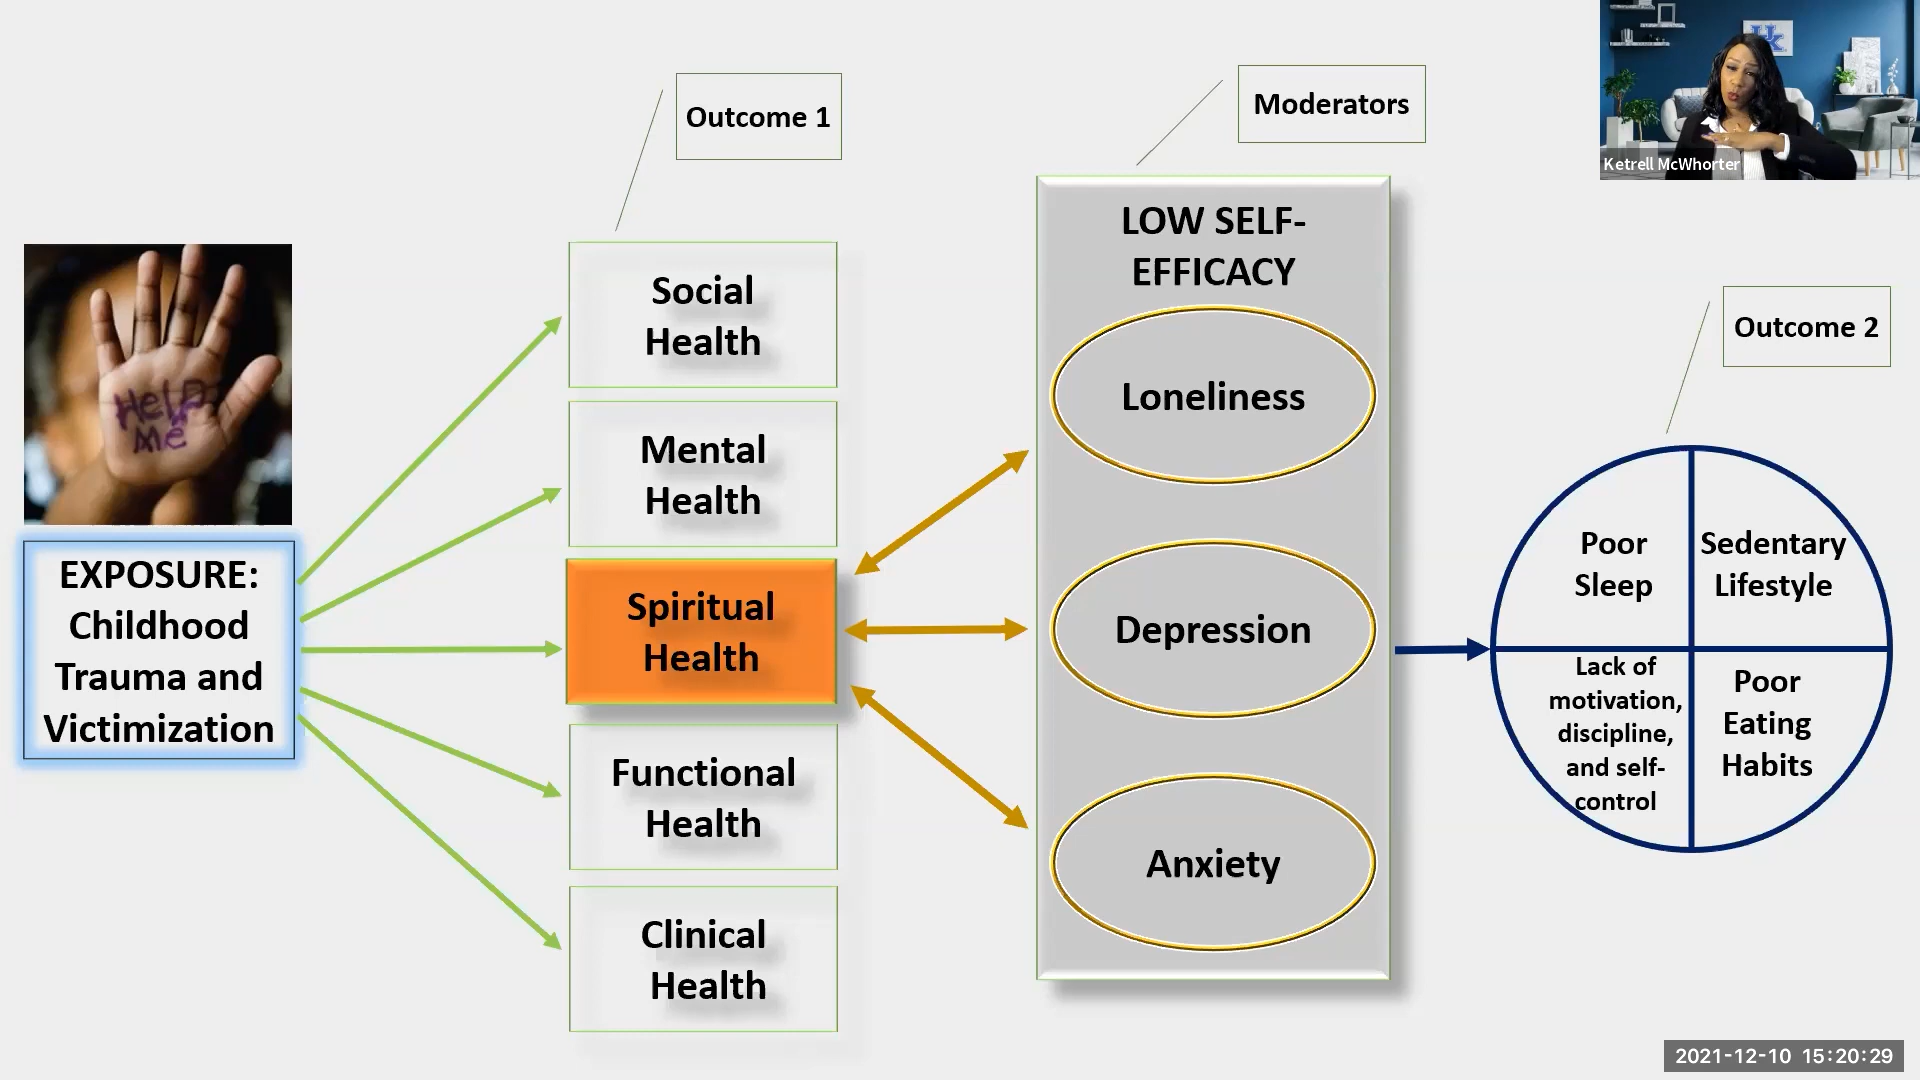 Outcome 1
Moderators
UK
Ketrell McWhorter
LOW SELF-
EFFICACY
Social
Health
Help
Me
Loneliness
Outcome 2
Mental
Health
EXPOSURE:
Childhood
Trauma and
Victimization
Spiritual
Health
Depression
Poor
Sleep
Sedentary
Lifestyle
Lack of
motivation,
discipline,
and self-
control
Poor
Eating
Habits
Functional
Health
Anxiety
Clinical
Health
2021-12-10 15:20:29